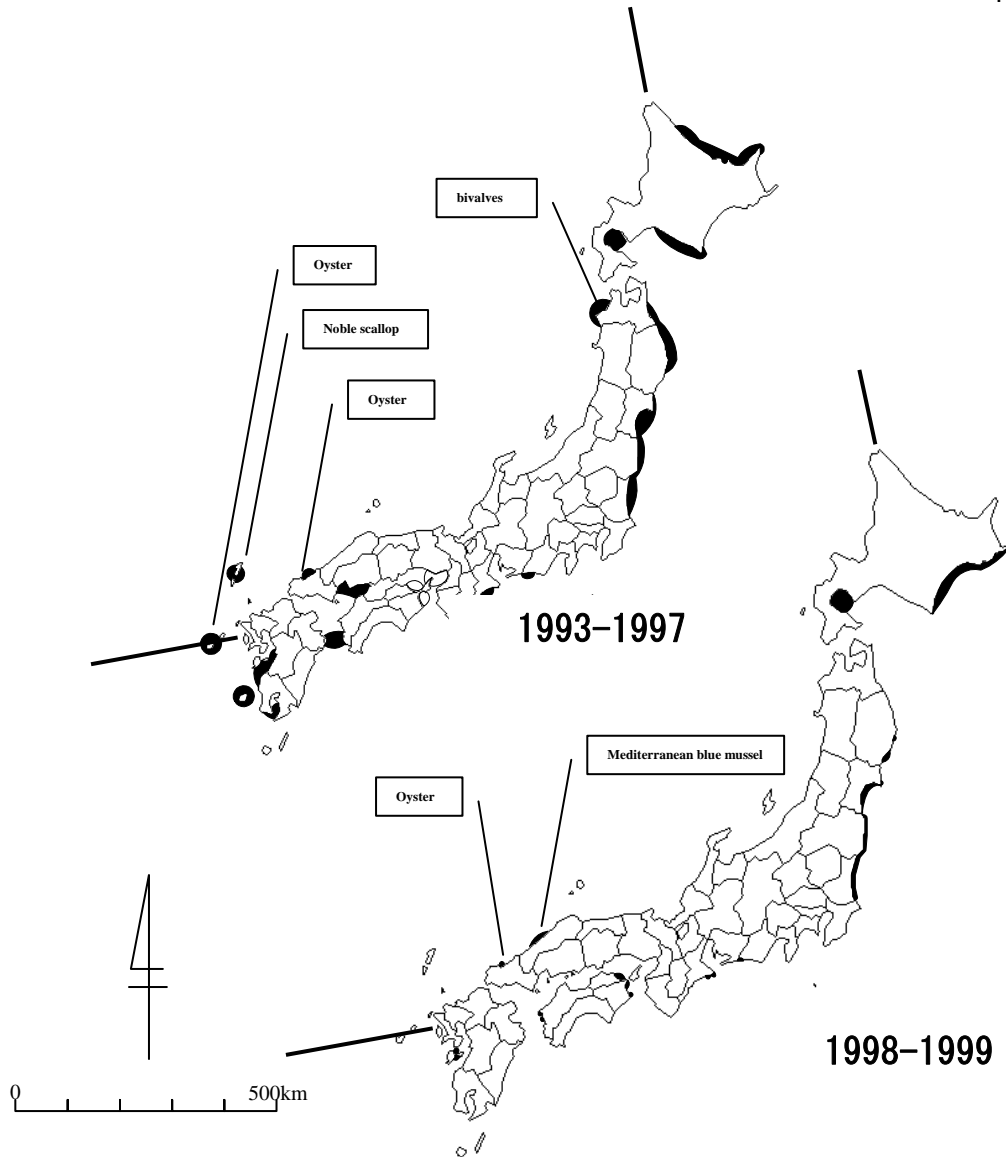 bivalves
Oyster
Noble scallop
Oyster
1993-1997
Mediterranean blue mussel
Oyster
1998-1999
0
500km